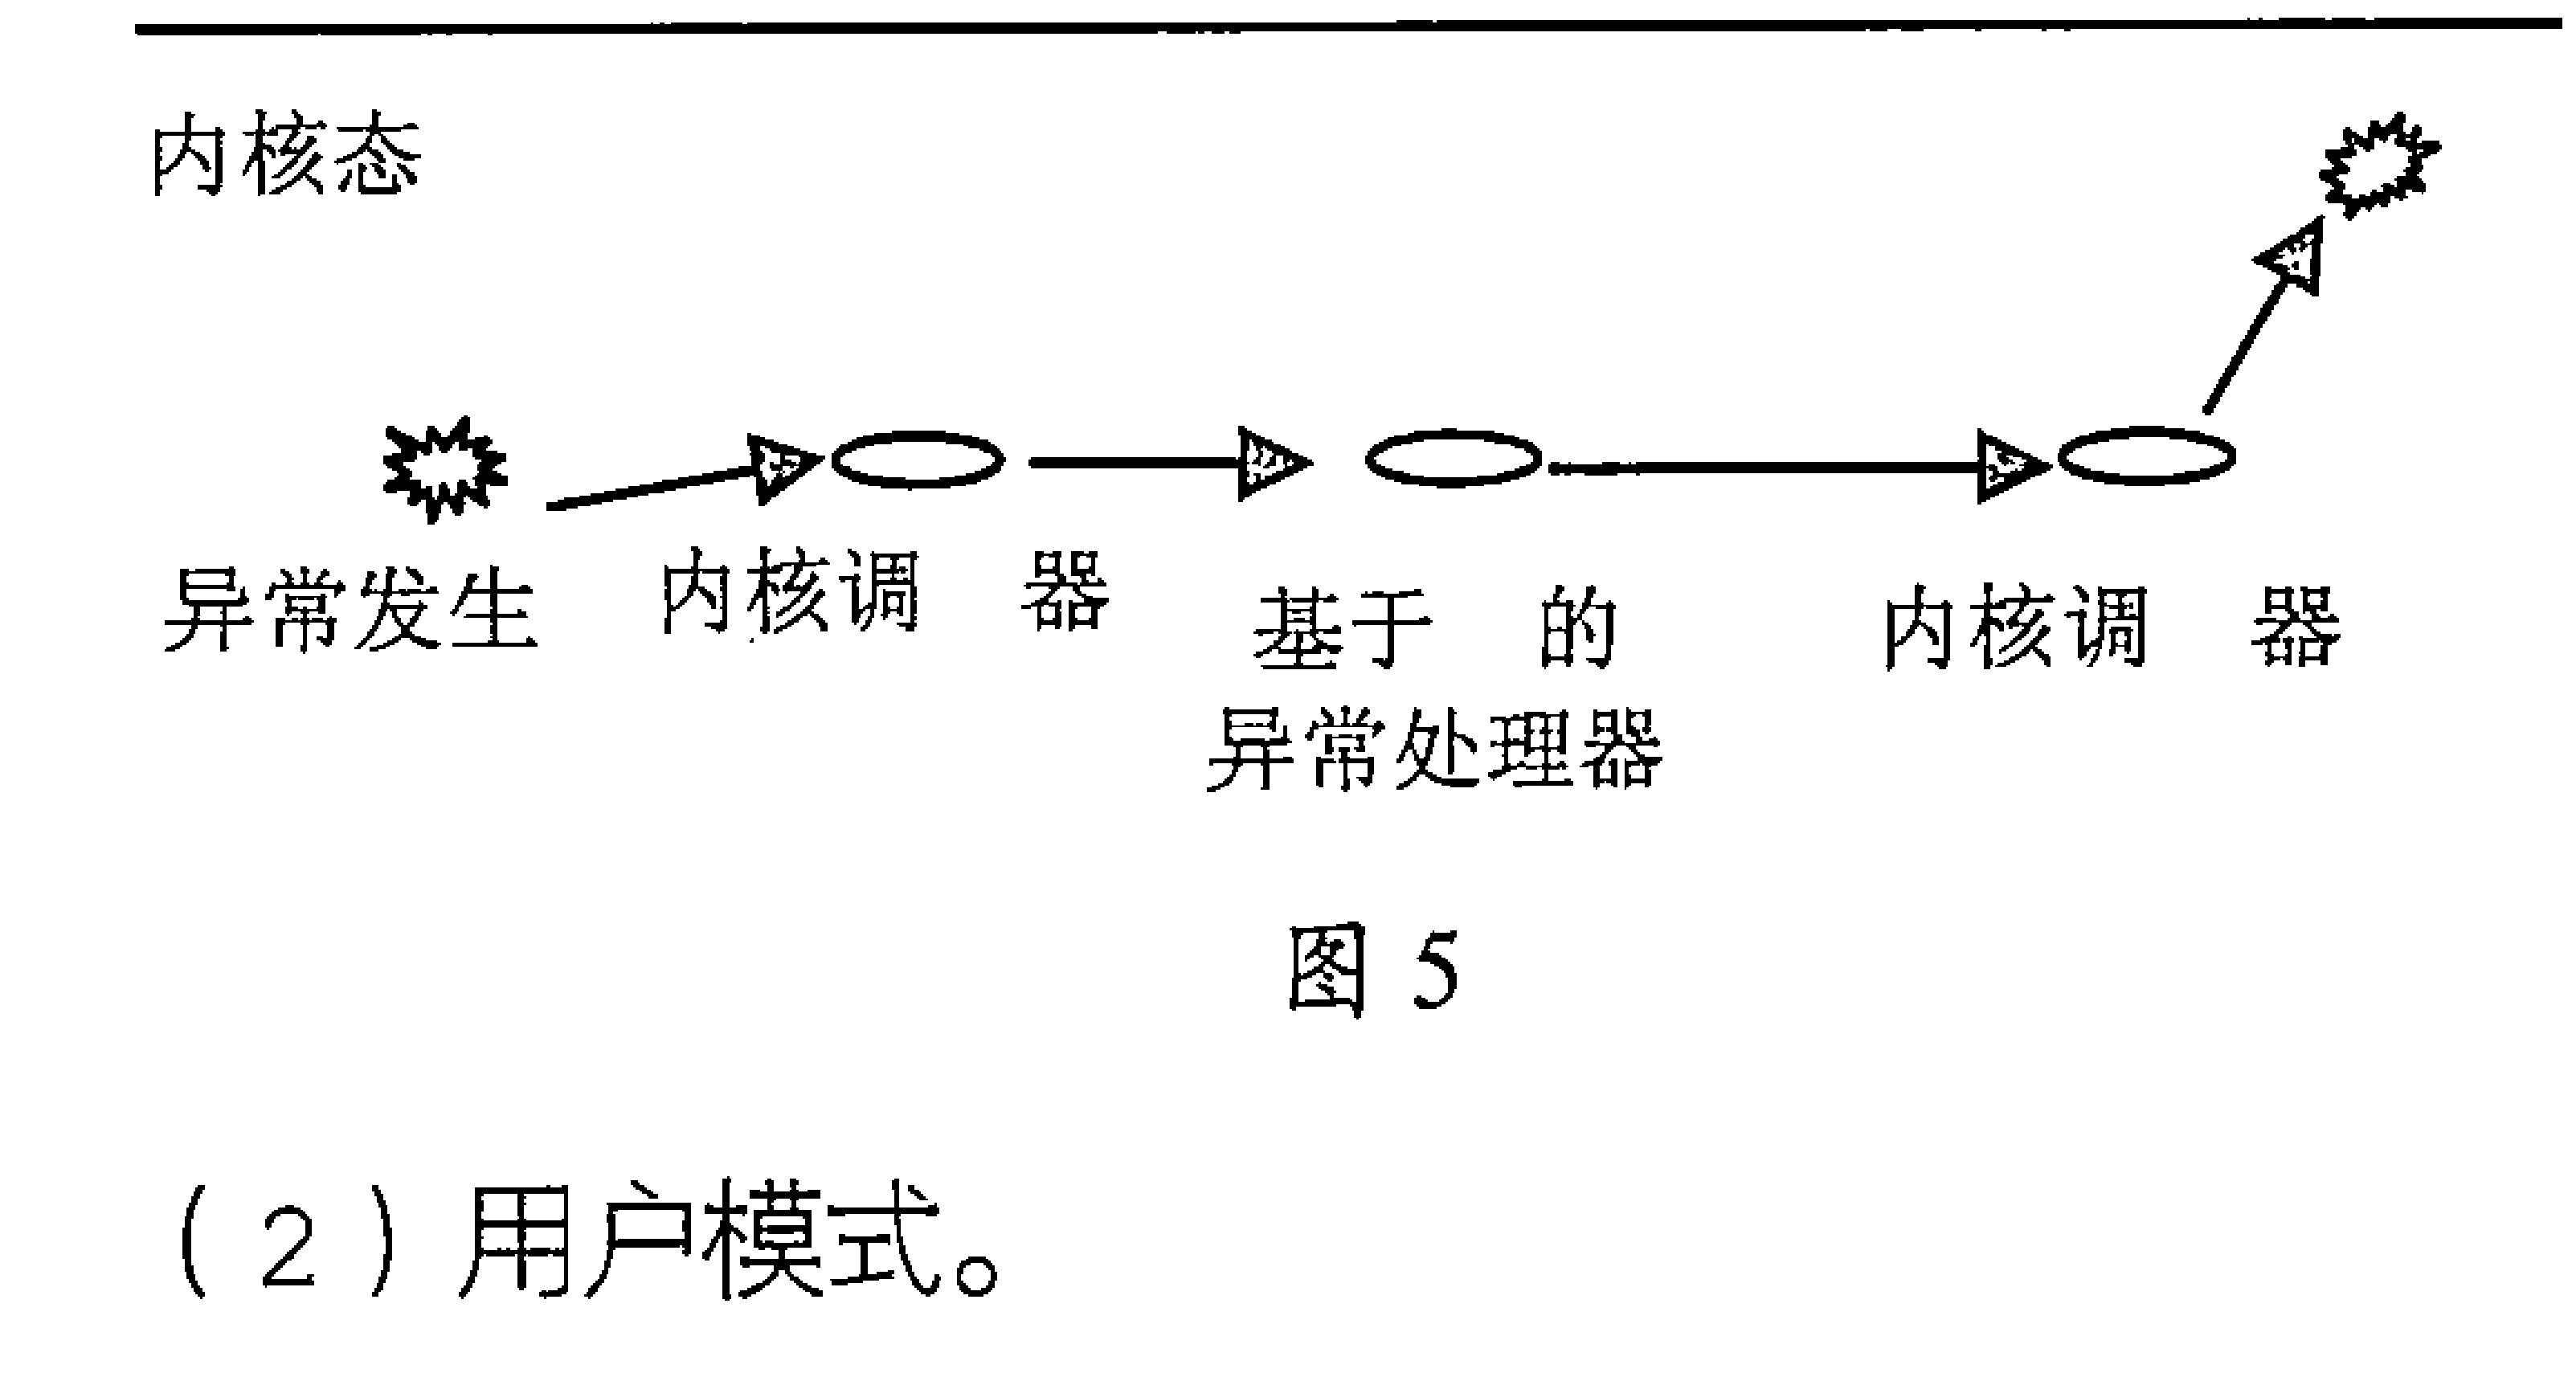 内核态
异常发生
内核调 器
基于 的
异常处理器
内核调 器
图 5
(2)用户模式。